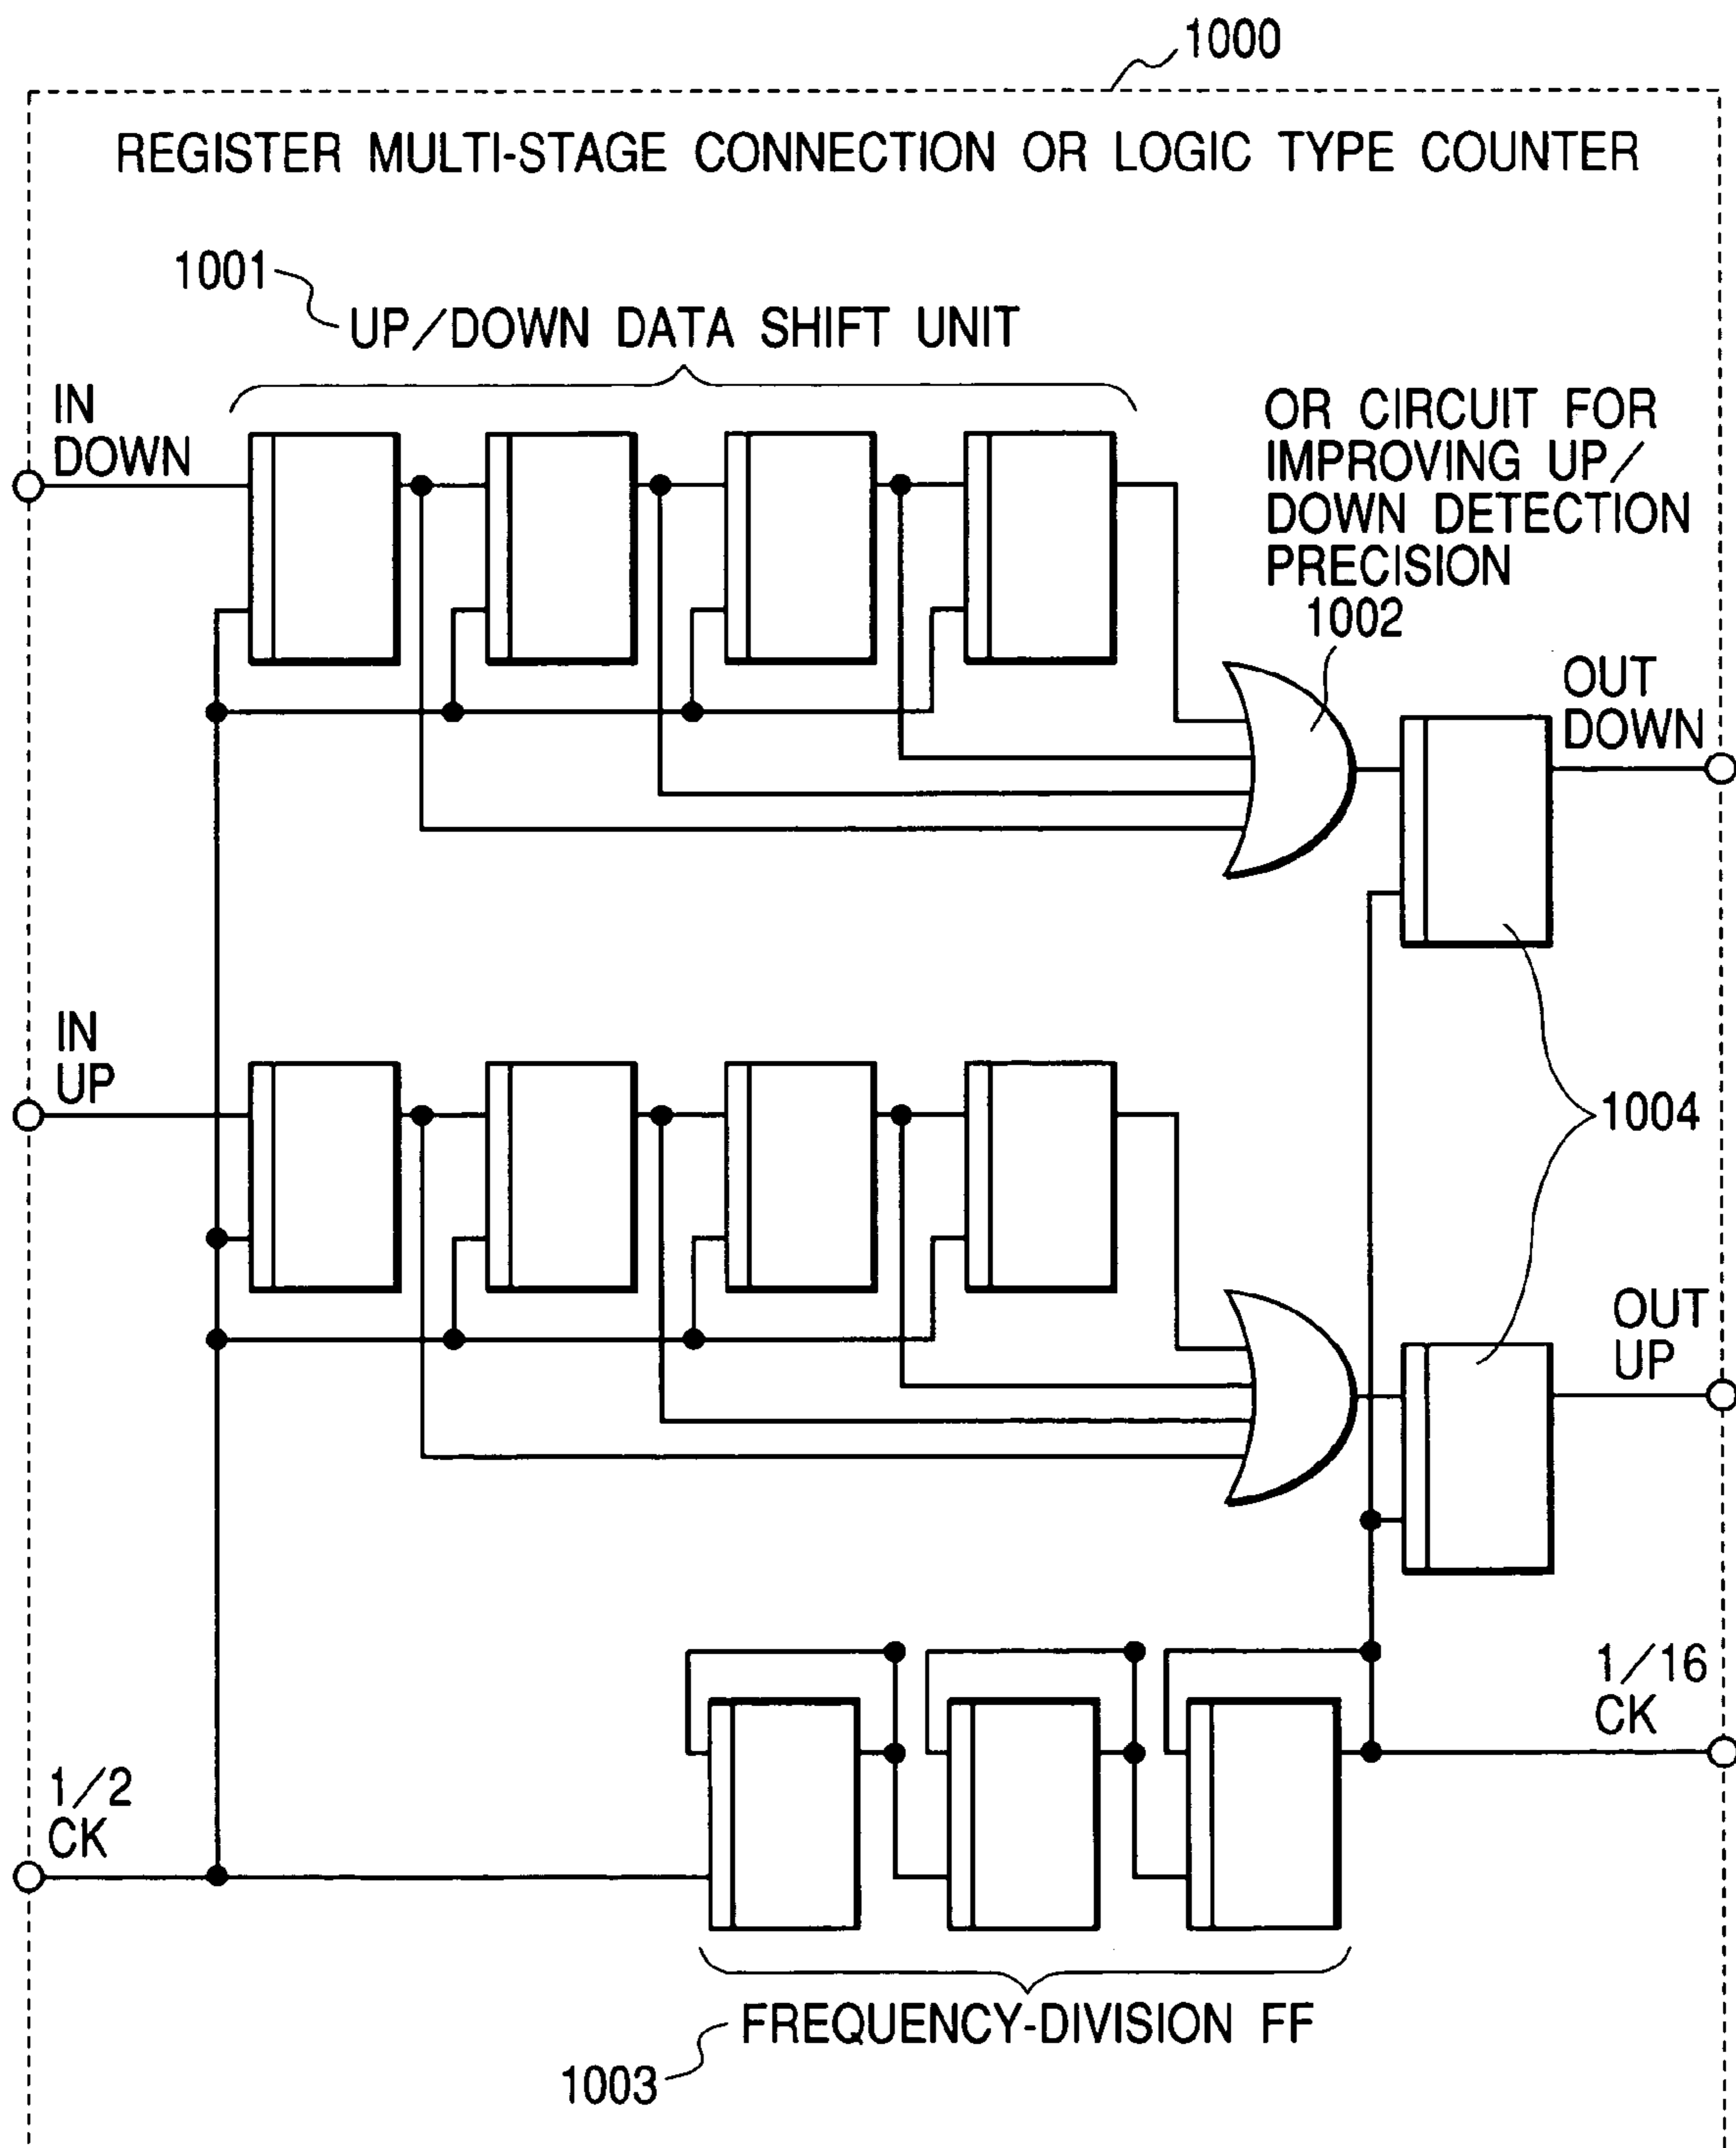 1000
REGISTER MULTI-STAGE CONNECTION OR LOGIC TYPE COUNTER
1001
UP/DOWN DATA SHIFT UNIT
IN
DOWN
OR CIRCUIT FOR
IMPROVING UP/
DOWN DETECTION
PRECISION
1002
OUT
DOWN
IN
UP
1004
OUT
UP
1/16
CK
1/2
CK
FREQUENCY-DIVISION FF
1003